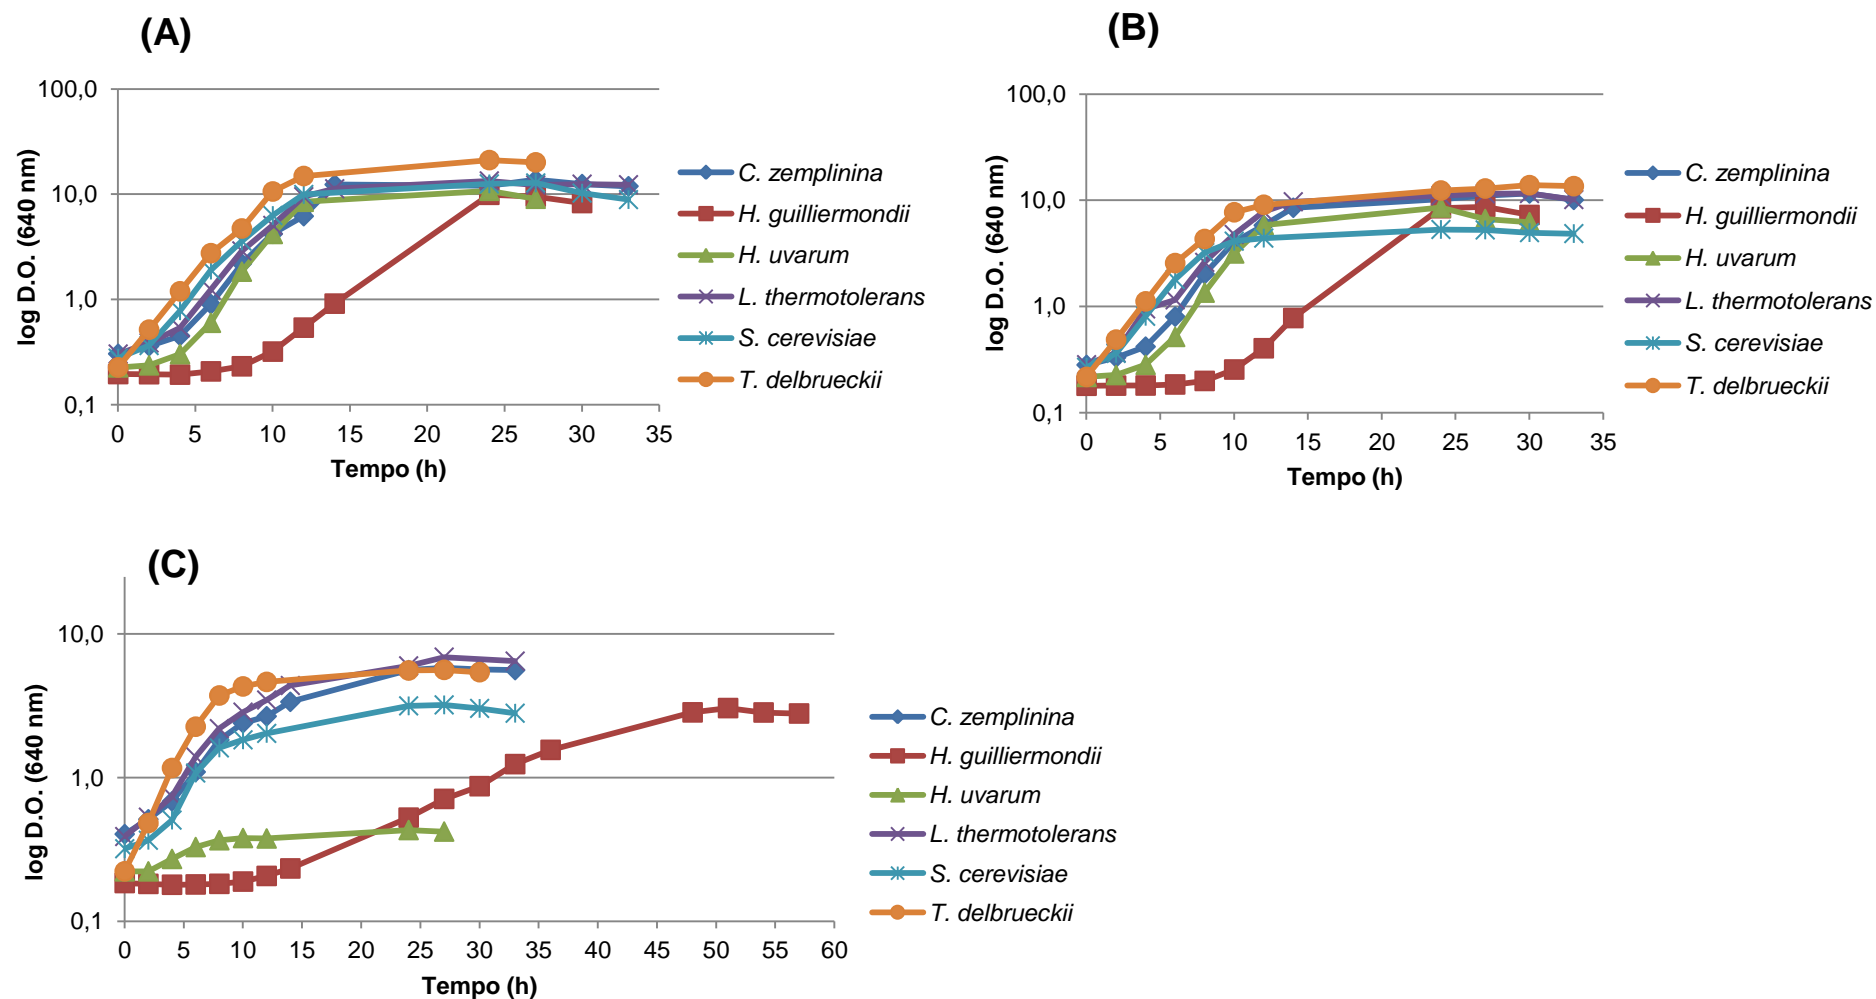 (A)
100,0
10,0
1,0
0,1
log D.O. (640 nm)
0 5 10 15 20 25 30 35
Tempo (h)
C. zemplinina
H. guilliermondii
H. uvarum
L. thermotolerans
S. cerevisiae
T. delbrueckii
(B)
100,0
10,0
1,0
0,1
log D.O. (640 nm)
0 5 10 15 20 25 30 35
Tempo (h)
C. zemplinina
H. guilliermondii
H. uvarum
L. thermotolerans
S. cerevisiae
T. delbrueckii
(C)
10,0
1,0
0,1
log D.O. (640 nm)
0 5 10 15 20 25 30 35 40 45 50 55 60
Tempo (h)
C. zemplinina
H. guilliermondii
H. uvarum
L. thermotolerans
S. cerevisiae
T. delbrueckii